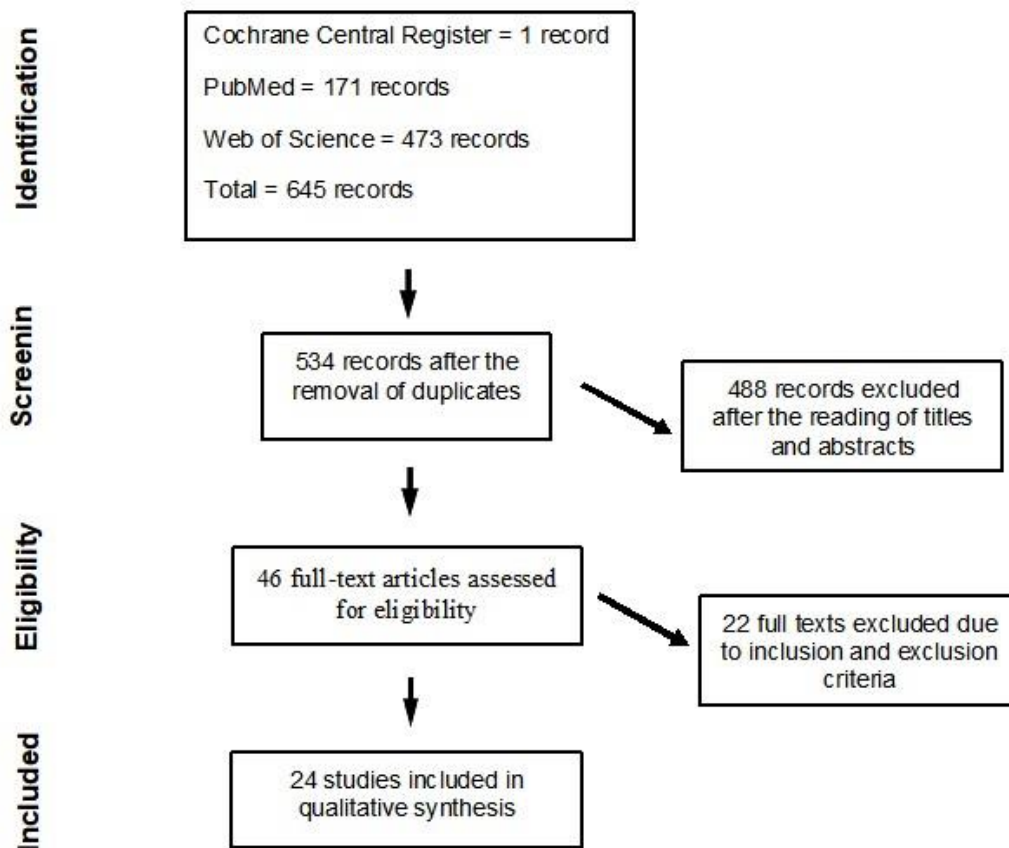 Identification
Cochrane Central Register = 1 record
PubMed = 171 records
Web of Science = 473 records
Total = 645 records
Screenin
534 records after the
removal of duplicates
488 records excluded
after the reading of titles
and abstracts
Eligibility
46 full-text articles assessed
for eligibility
22 full texts excluded due
to inclusion and exclusion
criteria
Included
24 studies included in
qualitative synthesis